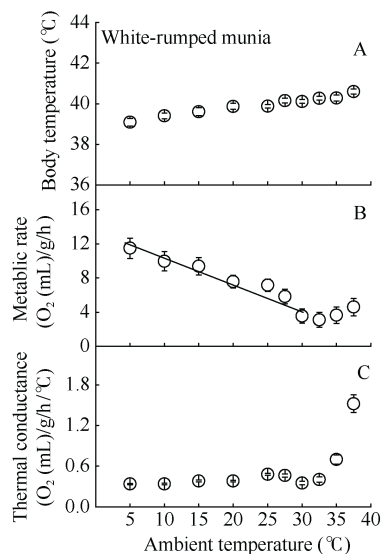 White-rumped munia
A
Body temperature (℃)
44
42
40
38
36
B
Metablic rate
(O₂ (mL)/g/h)
16
12
8
4
0
C
Thermal conductance
(O₂ (mL)/g/h/℃)
1.8
1.2
0.6
0.0
5 10 15 20 25 30 35 40
Ambient temperature (℃)